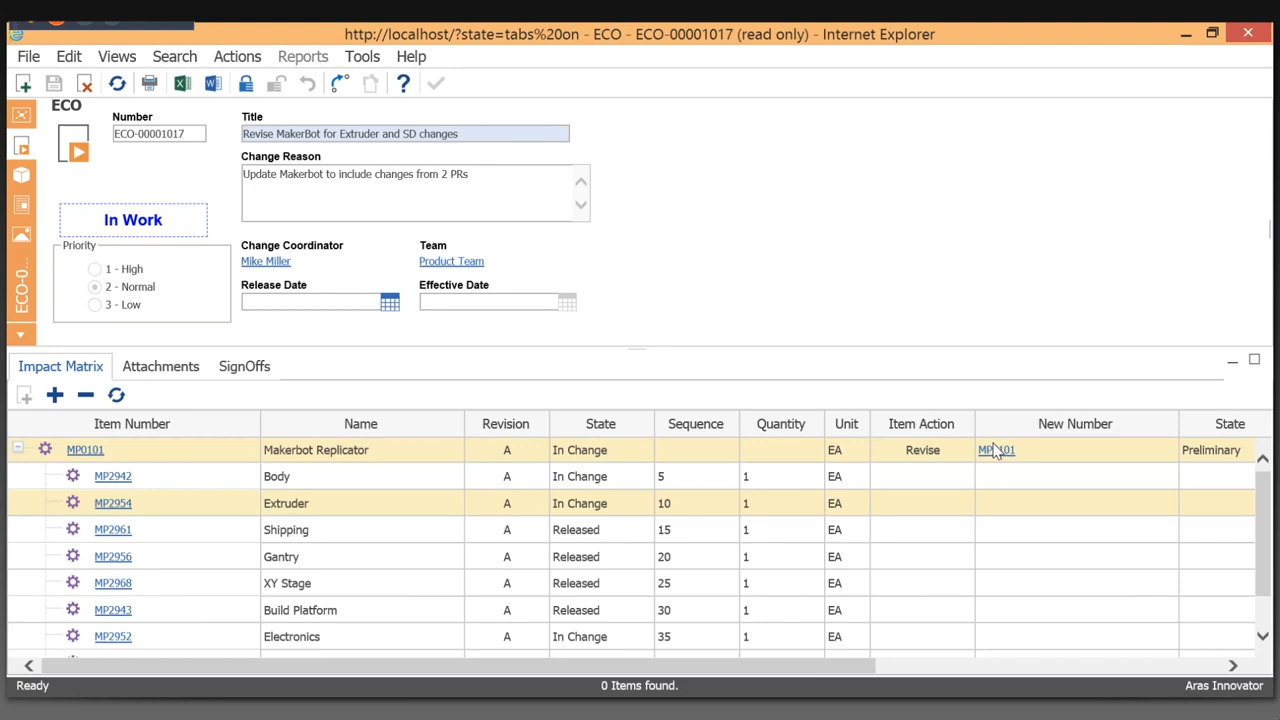 http://localhost/?state=tabs%20on - ECO - ECO-00001017 (read only) - Internet Explorer
File Edit Views Search Actions Reports Tools Help
ECO
Number
ECO-00001017
Title
Revise MakerBot for Extruder and SD changes
Change Reason
Update Makerbot to include changes from 2 PRs
In Work
Priority
1 - High
2 - Normal
3 - Low
Change Coordinator
Mike Miller
Team
Product Team
Release Date
Effective Date
ECO-0...
Impact Matrix Attachments SignOffs
Item Number Name Revision State Sequence Quantity Unit Item Action New Number State
MP0101 Makerbot Replicator A In Change EA Revise Preliminary
MP2942 Body A In Change 5 1 EA
MP2954 Extruder A In Change 10 1 EA
MP2961 Shipping A Released 15 1 EA
MP2956 Gantry A Released 20 1 EA
MP2968 XY Stage A Released 25 1 EA
MP2943 Build Platform A Released 30 1 EA
MP2952 Electronics A In Change 35 1 EA
Ready 0 Items found. Aras Innovator